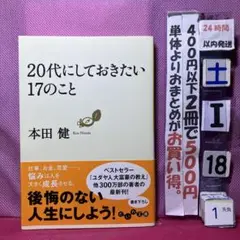 20代にしておきたい
17のこと
本田 健
Ken Honda
仕事、お金、恋愛……
悩みは人を
大きく成長させる。
ベストセラー
「ユダヤ人大富豪の教え」
他300万部の著者の
最新刊!
書き下ろし
後悔のない
人生にしよう!
だいわ文庫
400円以下2冊で500円
単体よりおまとめがお買い得。
24時間
以内発送
土
I
18
1